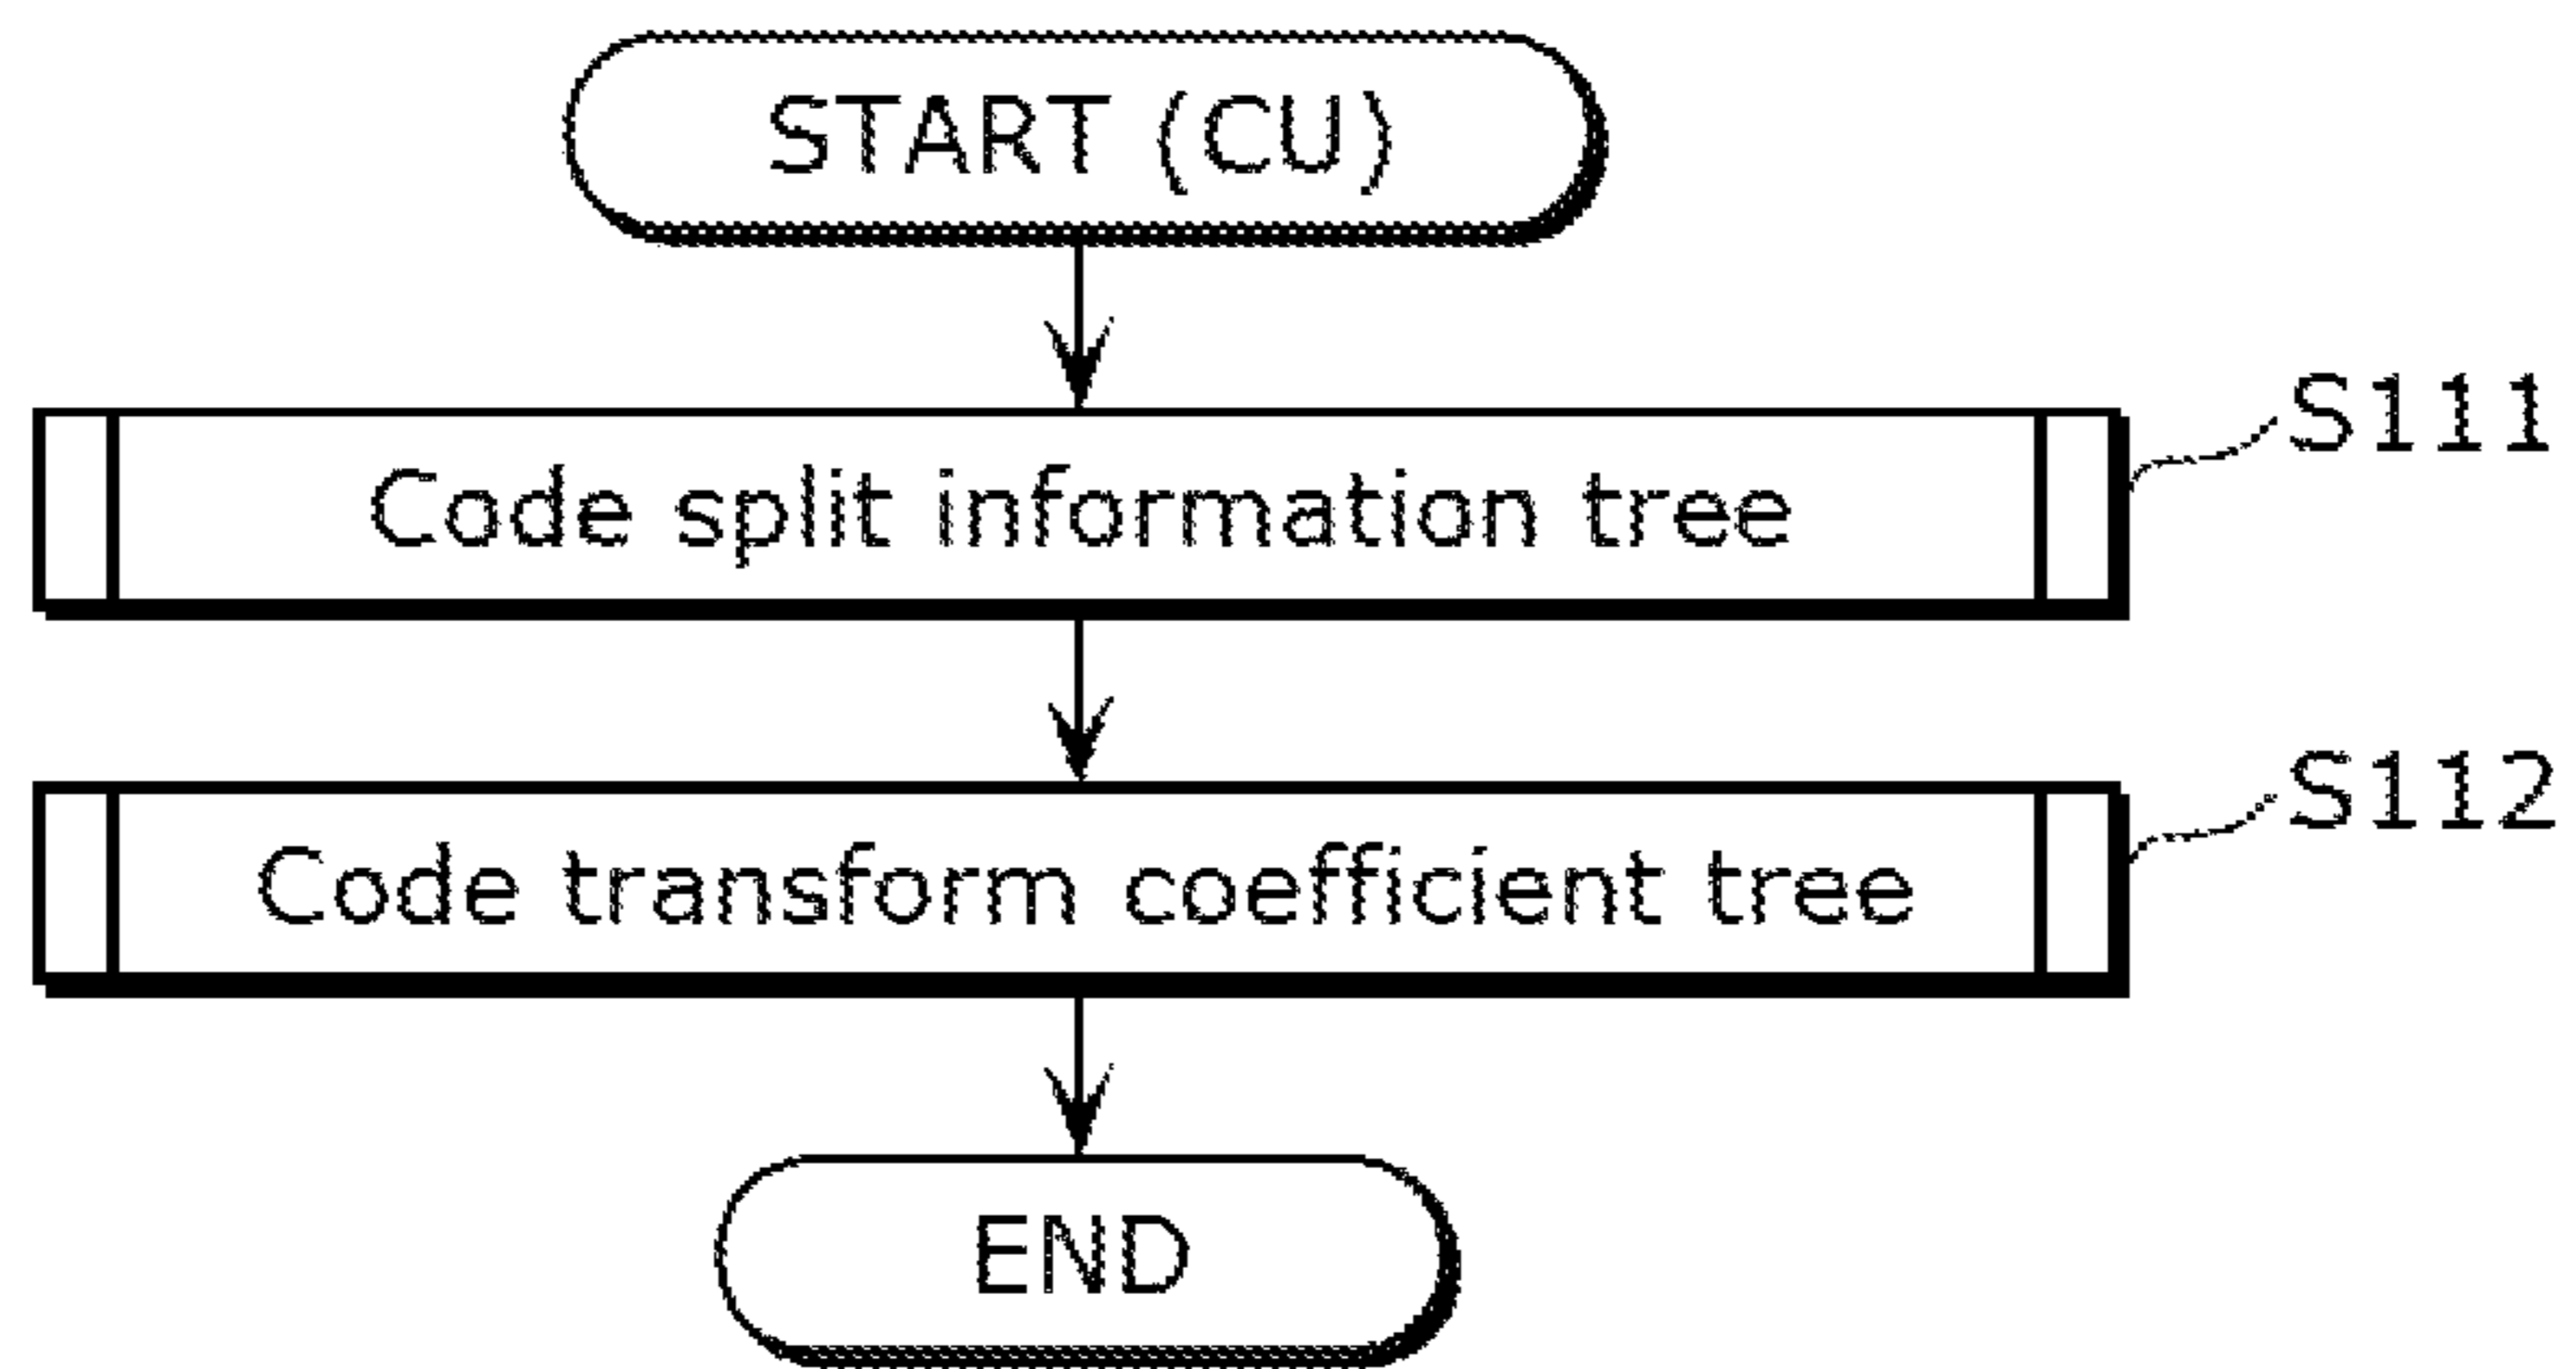 START (CU)
S111
Code split information tree
S112
Code transform coefficient tree
END